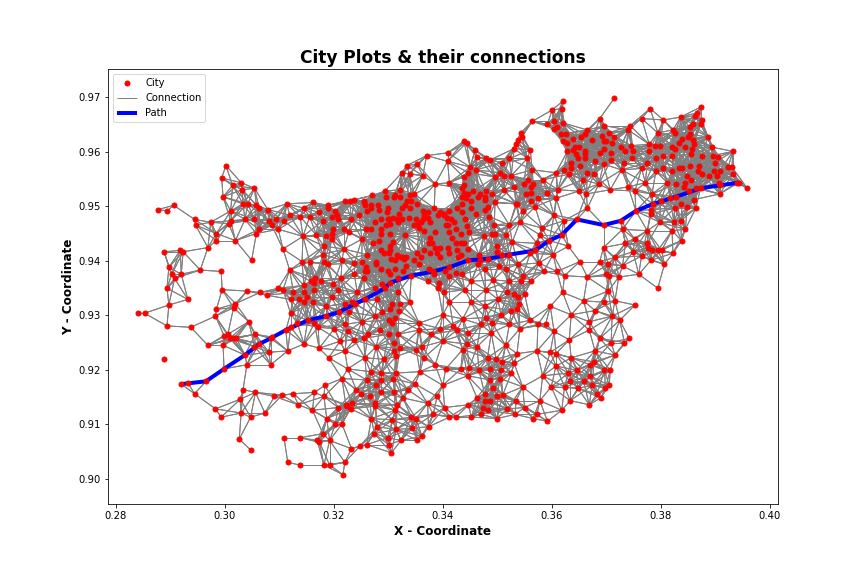 City Plots & their connections
City
Connection
Path
0.97
0.96
0.95
0.94
0.93
0.92
0.91
0.90
Y - Coordinate
0.28 0.30 0.32 0.34 0.36 0.38 0.40
X - Coordinate